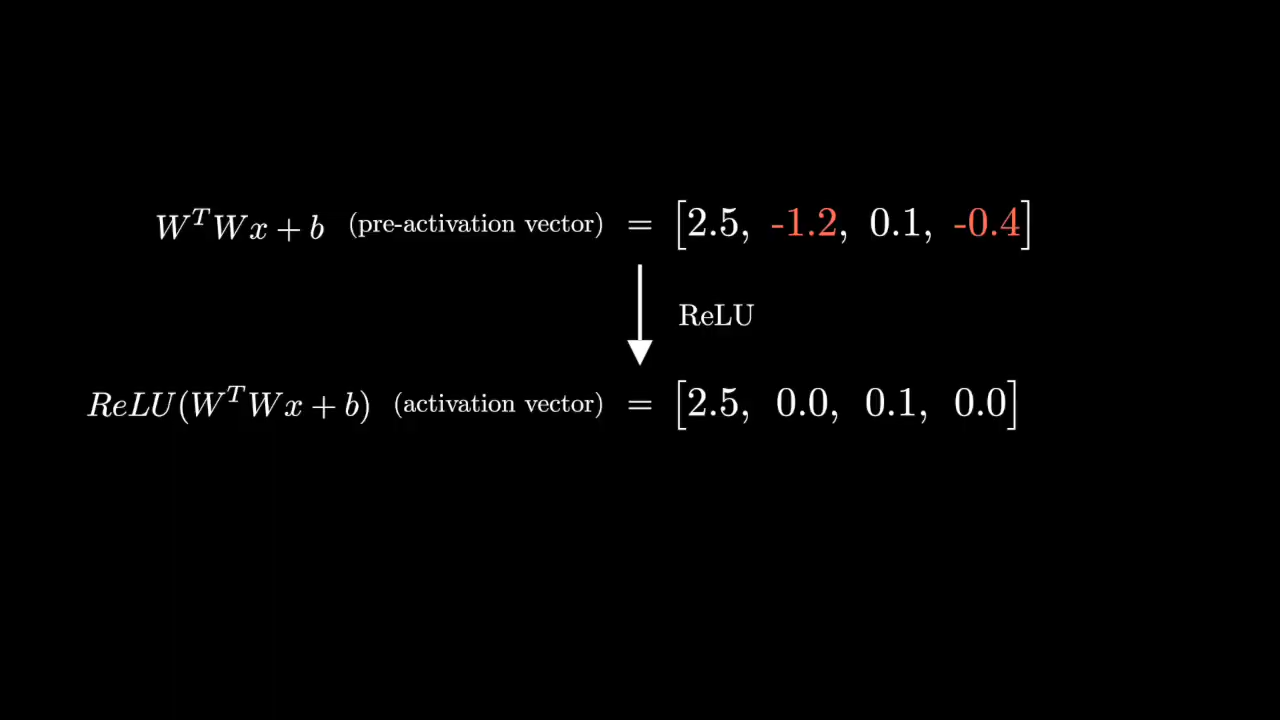 W^T Wx + b (pre-activation vector) = [2.5, -1.2, 0.1, -0.4]
ReLU
ReLU(W^T Wx + b) (activation vector) = [2.5, 0.0, 0.1, 0.0]